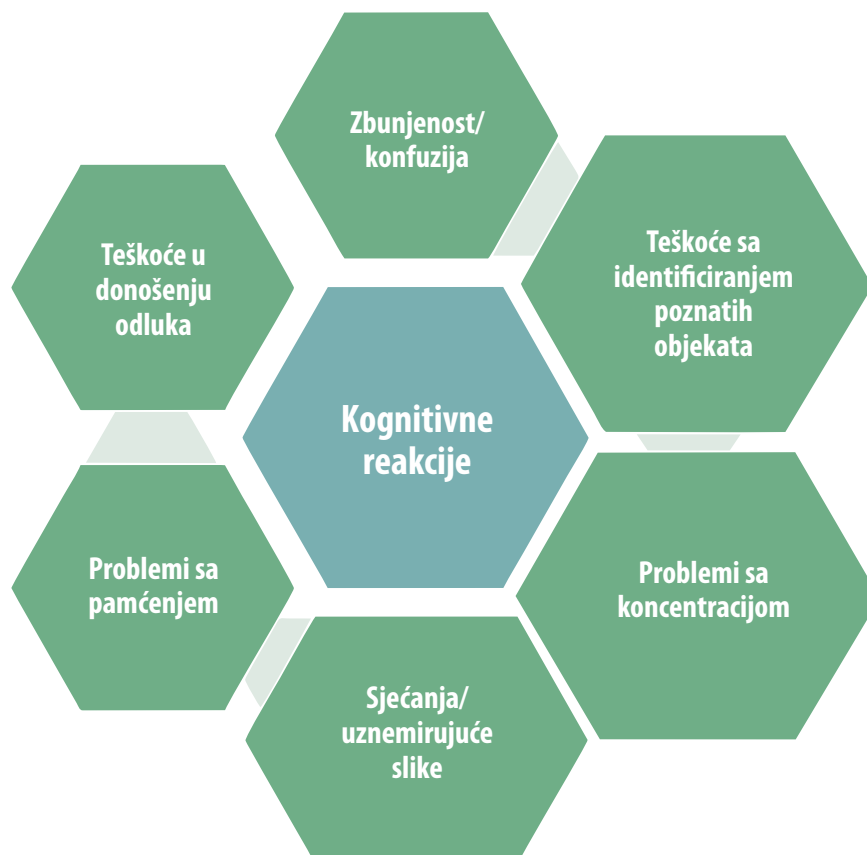 Zbunjenost/
konfuzija
Teškoće sa
identificiranjem
poznatih
objekata
Problemi sa
koncentracijom
Sjećanja/
uznemirujuće
slike
Problemi sa
pamćenjem
Teškoće u
donošenju
odluka
Kognitivne
reakcije